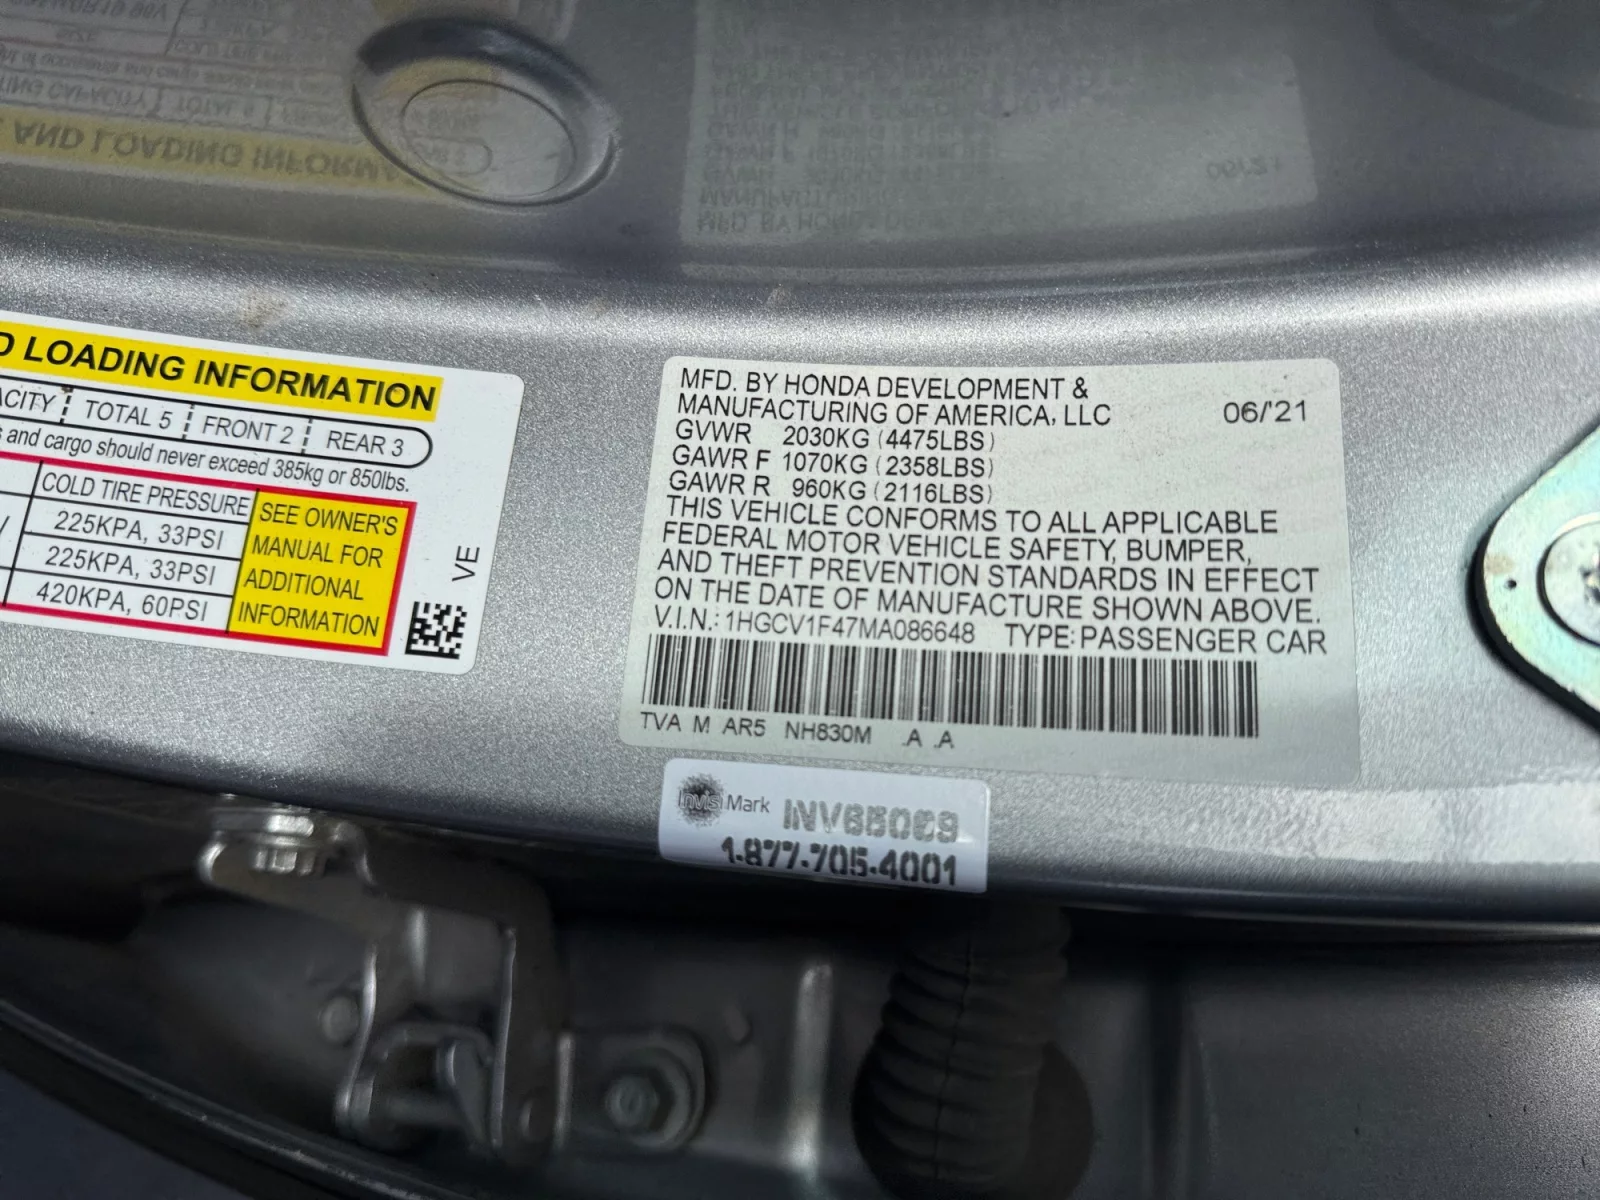 D LOADING INFORMATION
ACITY TOTAL 5 FRONT 2 REAR 3
s and cargo should never exceed 385kg or 850lbs.
COLD TIRE PRESSURE
225KPA, 33PSI
225KPA, 33PSI
420KPA, 60PSI
SEE OWNER'S
MANUAL FOR
ADDITIONAL
INFORMATION
VE
MFD. BY HONDA DEVELOPMENT &
MANUFACTURING OF AMERICA, LLC 06/'21
GVWR 2030KG (4475LBS)
GAWR F 1070KG (2358LBS)
GAWR R 960KG (2116LBS)
THIS VEHICLE CONFORMS TO ALL APPLICABLE
FEDERAL MOTOR VEHICLE SAFETY, BUMPER,
AND THEFT PREVENTION STANDARDS IN EFFECT
ON THE DATE OF MANUFACTURE SHOWN ABOVE.
V.I.N.: 1HGCV1F47MA086648 TYPE: PASSENGER CAR
TVA M AR5 NH830M .A .A
InvisiMark
1-877-705-4001